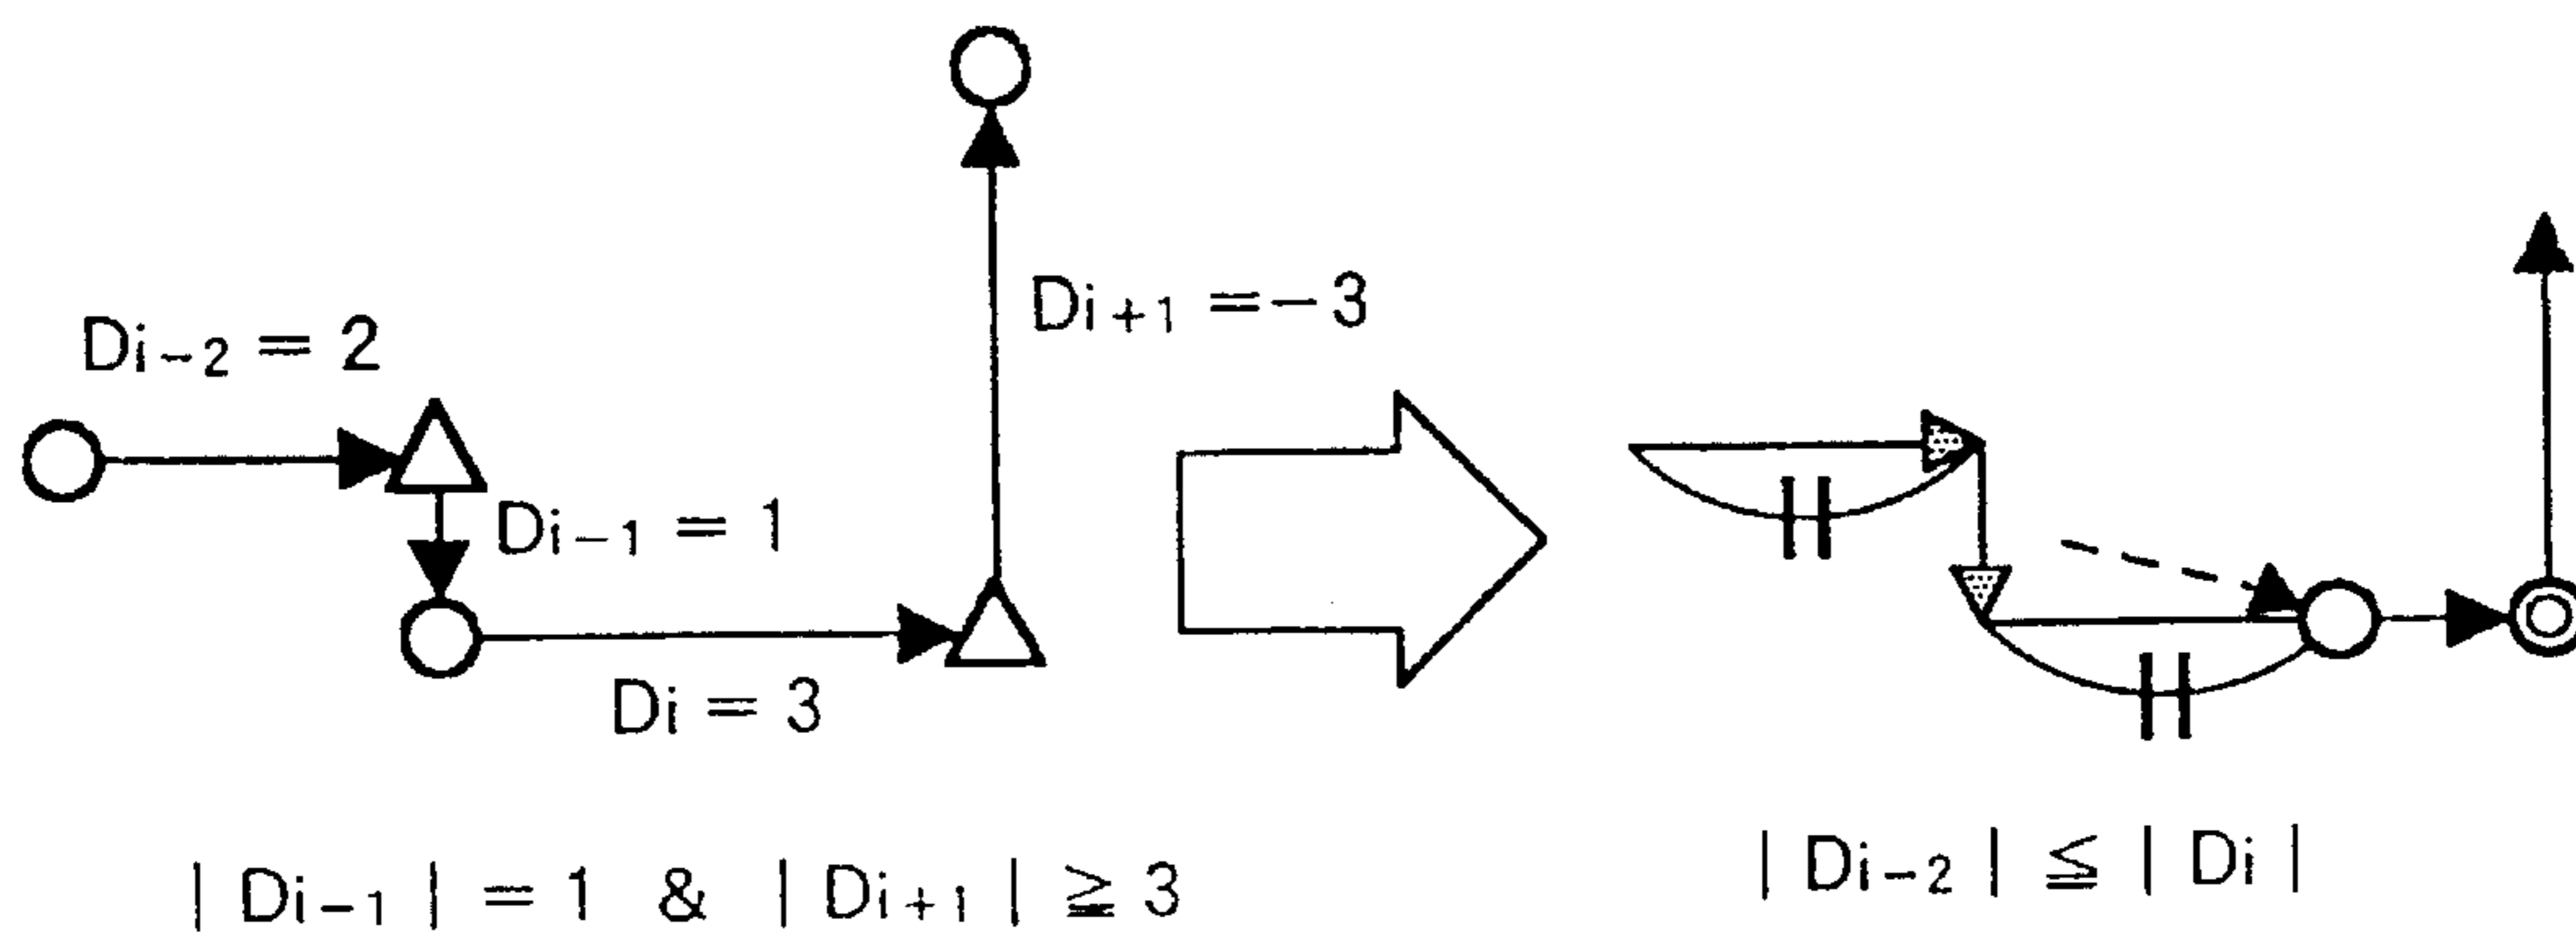 Di−2 = 2
Di−1 = 1
Di = 3
Di+1 = −3
| Di−1 | = 1 & | Di+1 | ≧ 3
| Di−2 | ≦ | Di |